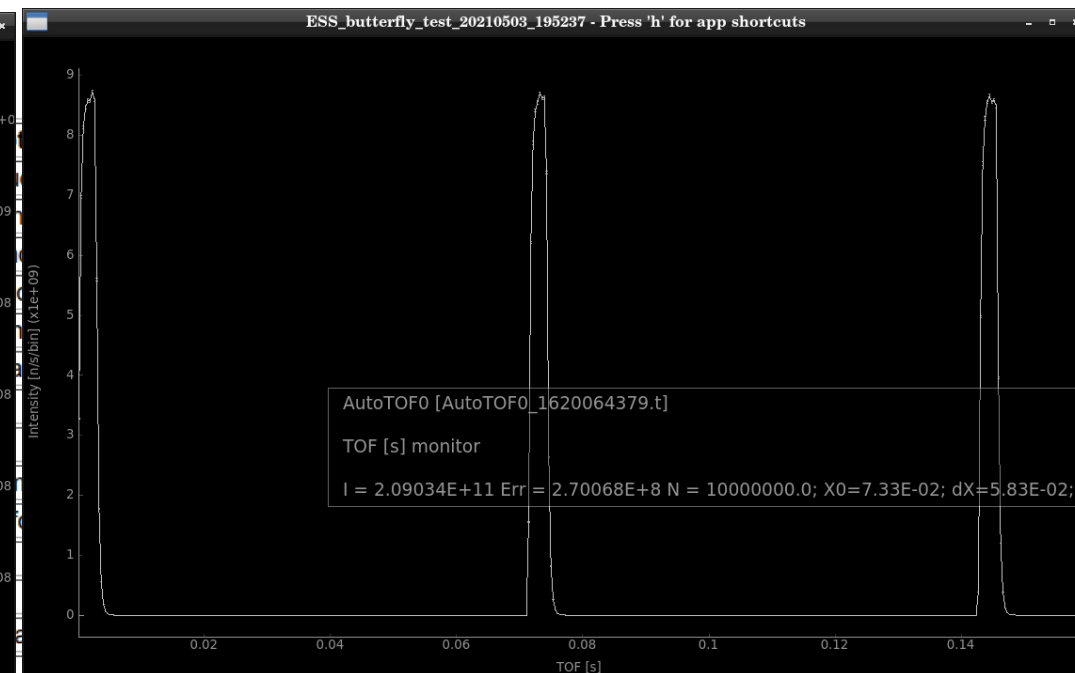 ESS_butterfly_test_20210503_195237 - Press 'h' for app shortcuts
9
8
7
6
5
4
3
2
1
0
Intensity [n/s/bin] (x1e+09)
AutoTOF0 [AutoTOF0_1620064379.t]
TOF [s] monitor
I = 2.09034E+11 Err = 2.70068E+8 N = 10000000.0; X0=7.33E-02; dX=5.83E-02;
0.02 0.04 0.06 0.08 0.1 0.12 0.14
TOF [s]